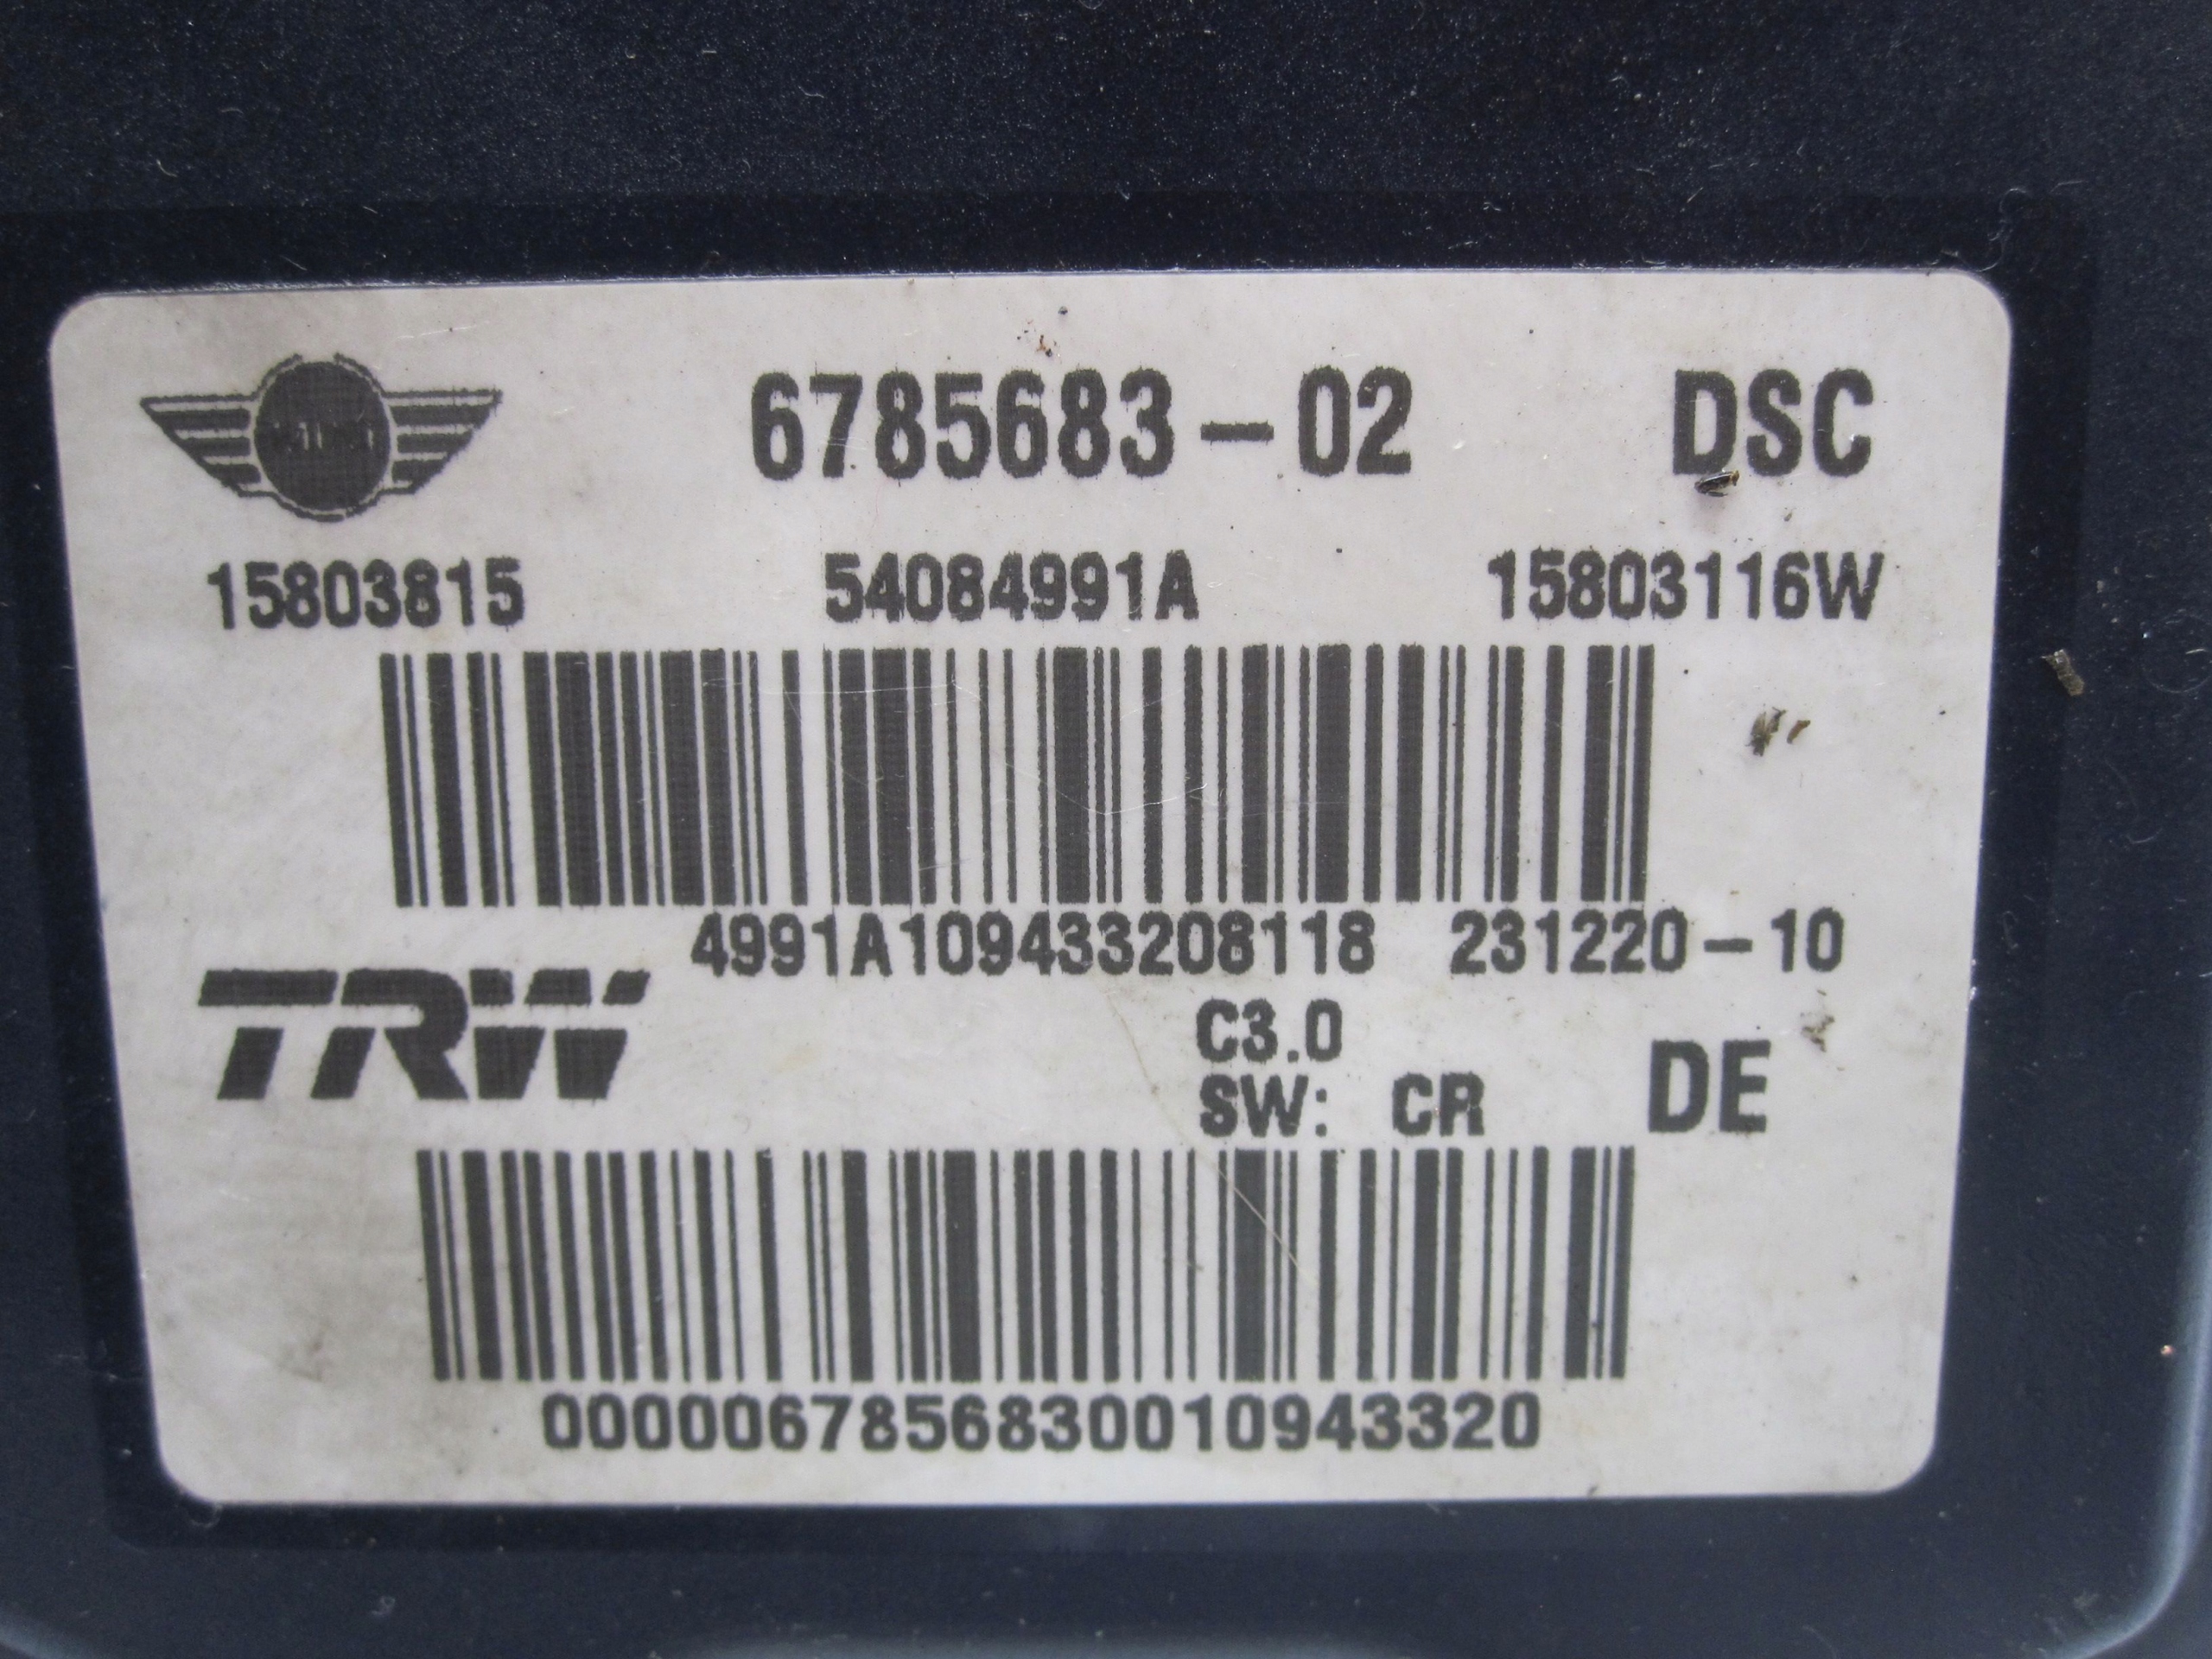 6785683-02 DSC
15803815 54084991A 15803116W
4991A109433208118 231220-10
TRW
C3.0
SW: CR DE
0000067856830010943320